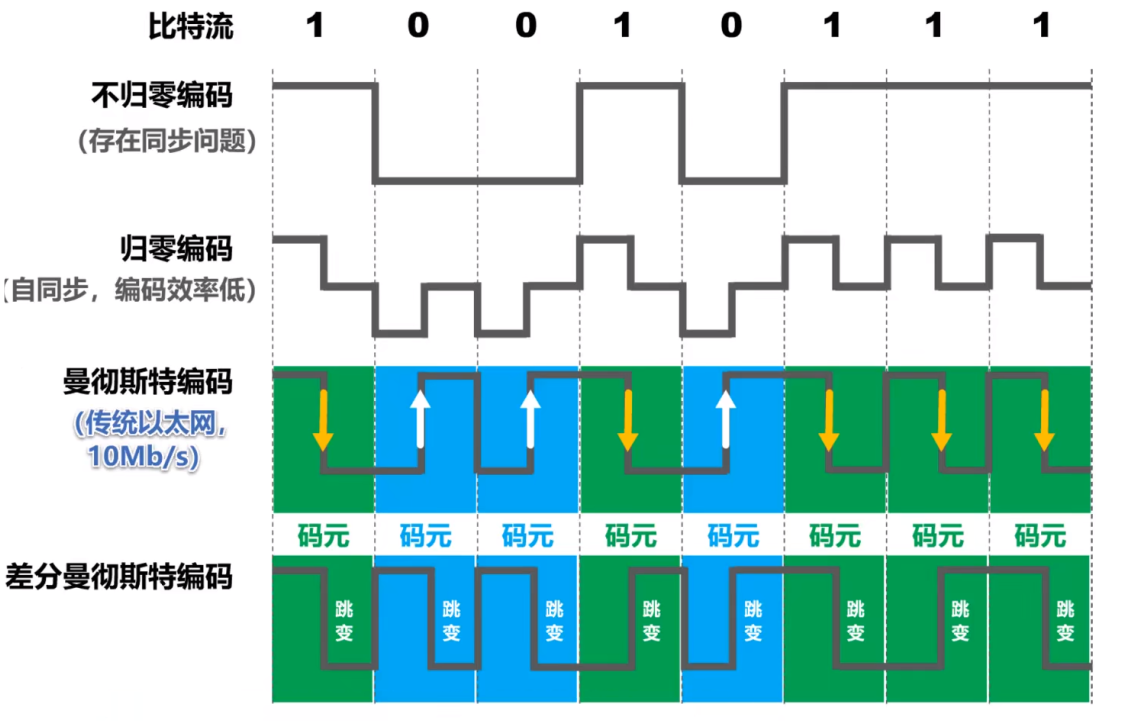 比特流 1 0 0 1 0 1 1 1
不归零编码
（存在同步问题）
归零编码
（自同步，编码效率低）
曼彻斯特编码
（传统以太网，
10Mb/s）
码元 码元 码元 码元 码元 码元 码元 码元
差分曼彻斯特编码
跳变 跳变 跳变 跳变 跳变 跳变 跳变 跳变